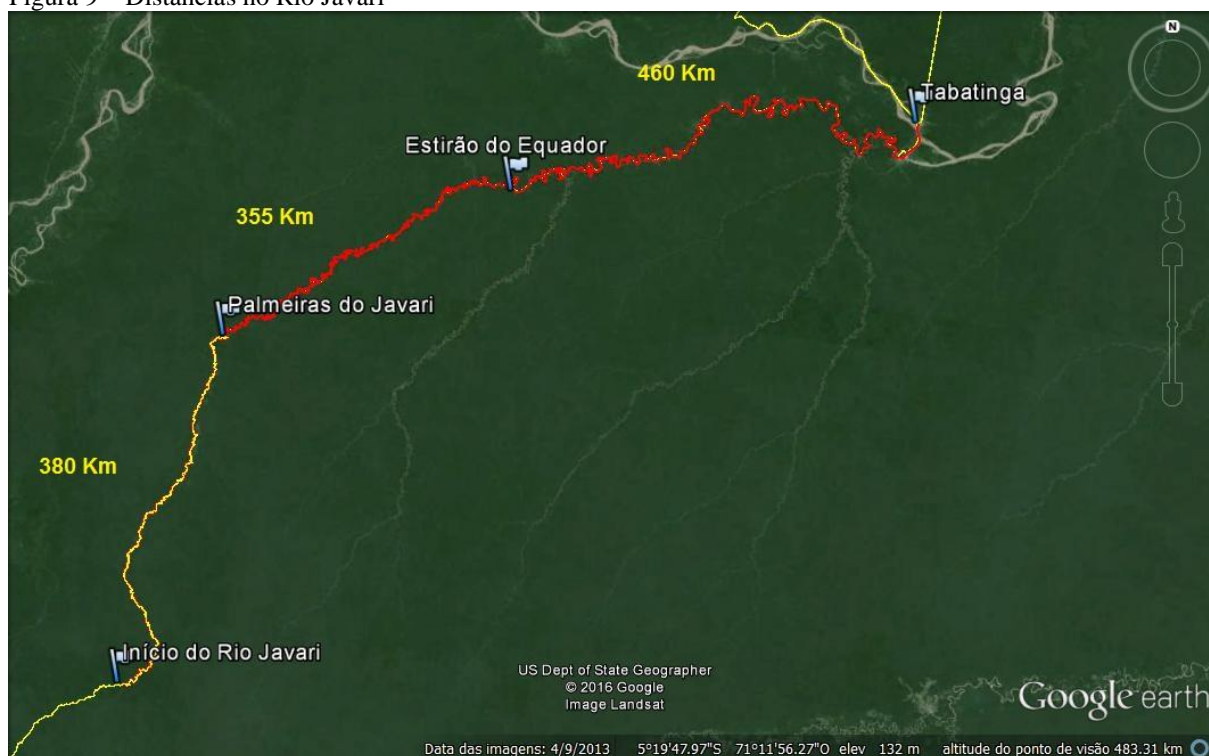 Figura 9 – Distâncias no Rio Javari
N
460 Km
Tabatinga
Estirão do Equador
355 Km
Palmeiras do Javari
380 Km
Início do Rio Javari
US Dept of State Geographer
© 2016 Google
Image Landsat
Google earth
Data das imagens: 4/9/2013 5°19'47.97"S 71°11'56.27"O elev 132 m altitude do ponto de visão 483.31 km